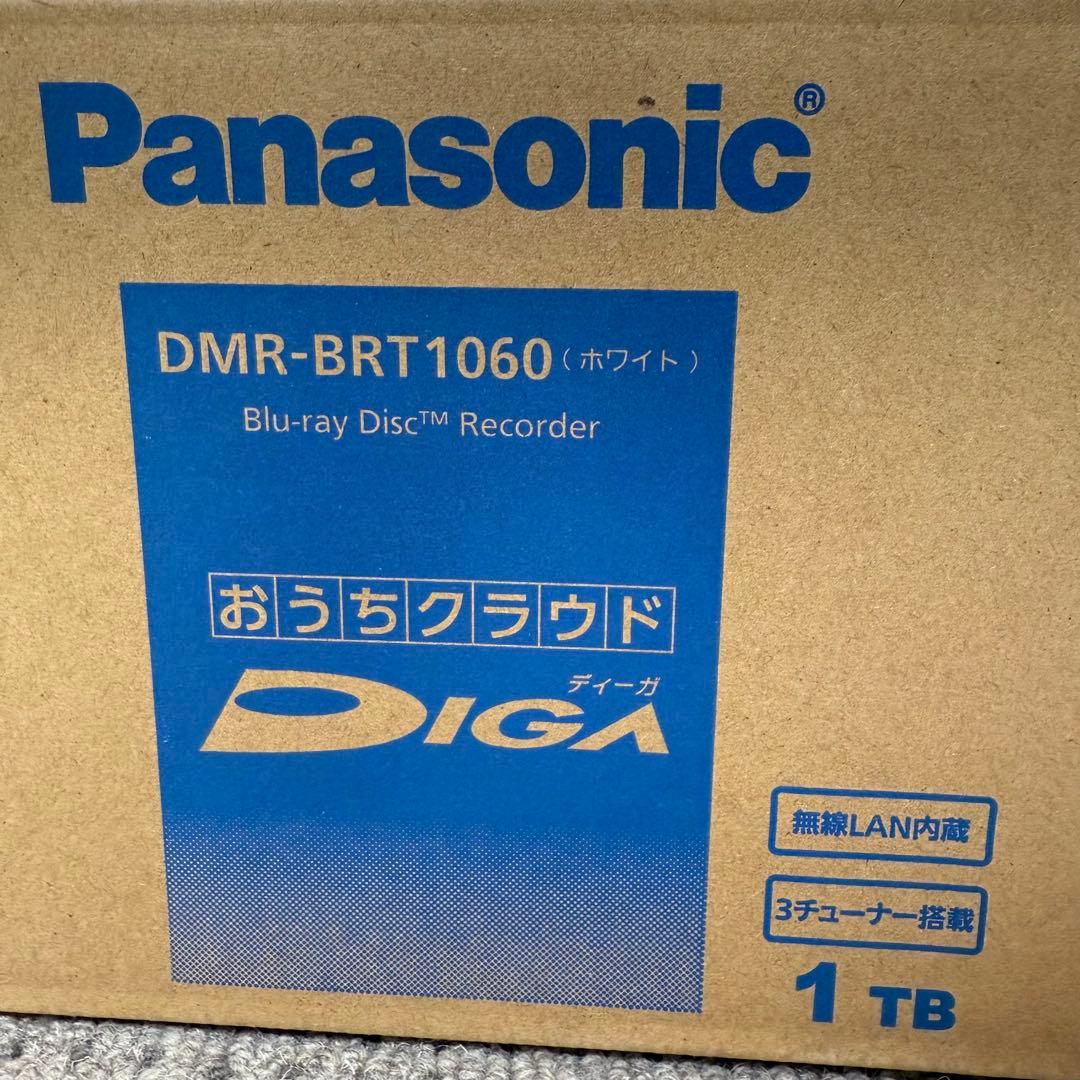 Panasonic®
DMR-BRT1060（ホワイト）
Blu-ray Disc™ Recorder
おうちクラウド
ディーガ
DIGA
無線LAN内蔵
3チューナー搭載
1 TB